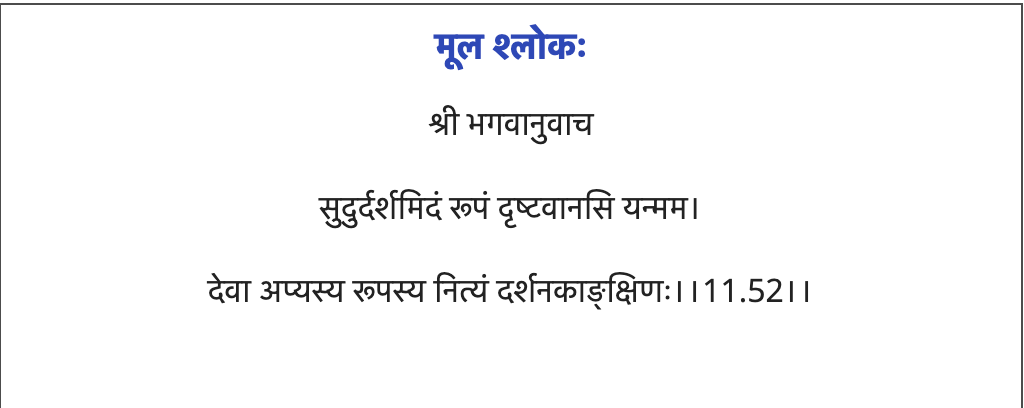 मूल श्लोकः
श्री भगवानुवाच
सुदुर्दर्शमिदं रूपं दृष्टवानसि यन्मम।
देवा अप्यस्य रूपस्य नित्यं दर्शनकाङ्क्षिणः।।11.52।।